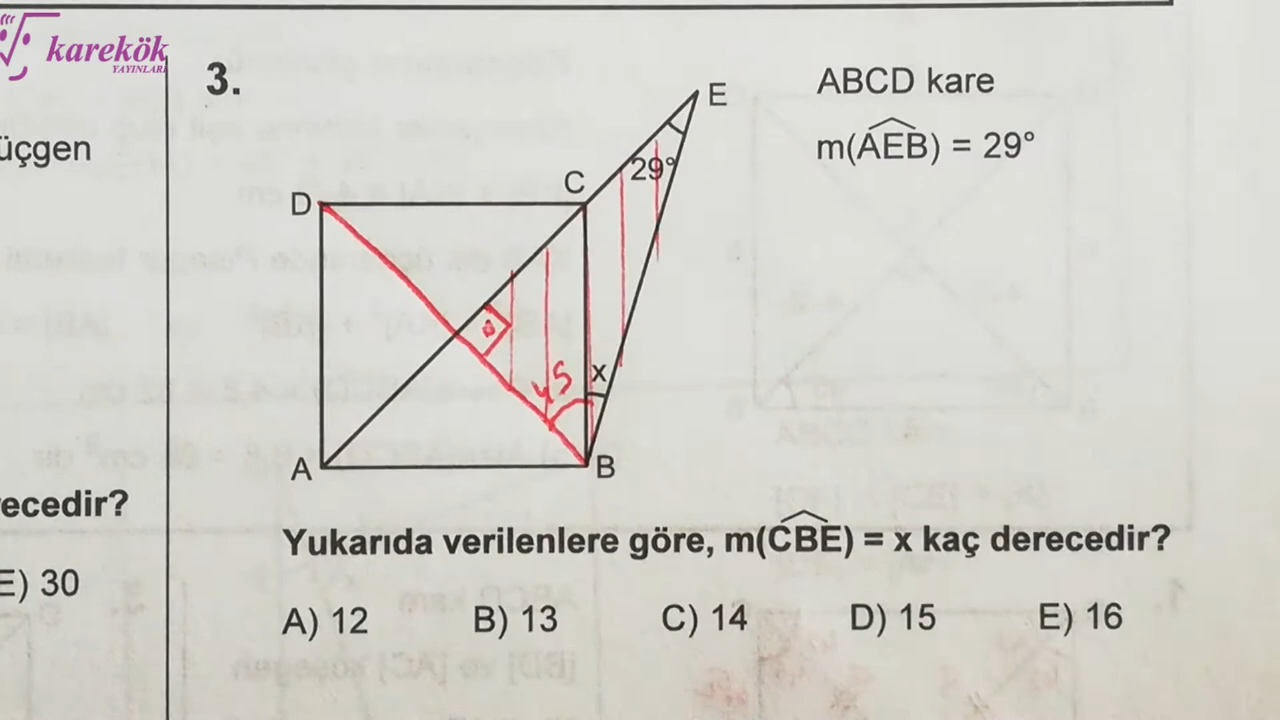 karekök
YAYINLARI
üçgen
ecedir?
E) 30
3.
ABCD kare
m(AEB) = 29°
E
29°
C
D
45
x
A
B
Yukarıda verilenlere göre, m(CBE) = x kaç derecedir?
A) 12 B) 13 C) 14 D) 15 E) 16